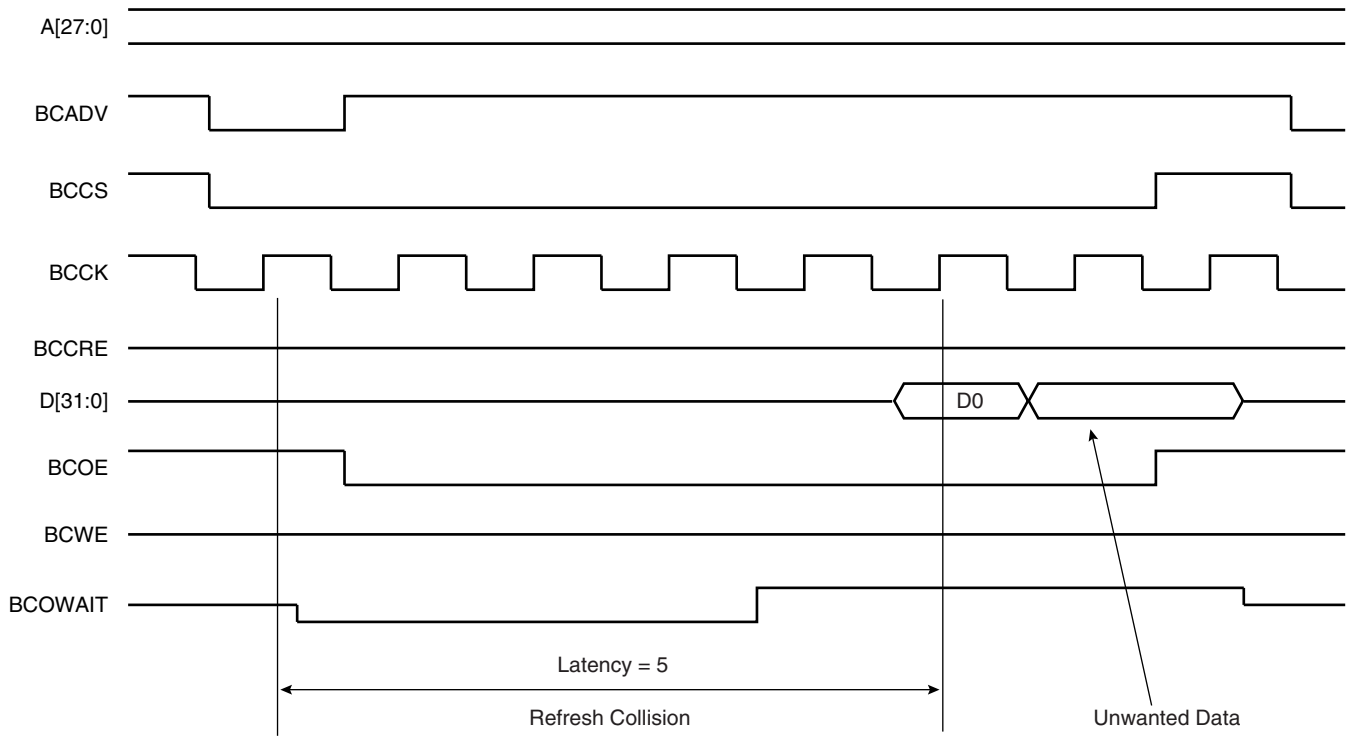 A[27:0]
BCADV
BCCS
BCCK
BCCRE
D[31:0]
D0
BCOE
BCWE
BCOWAIT
Latency = 5
Refresh Collision
Unwanted Data